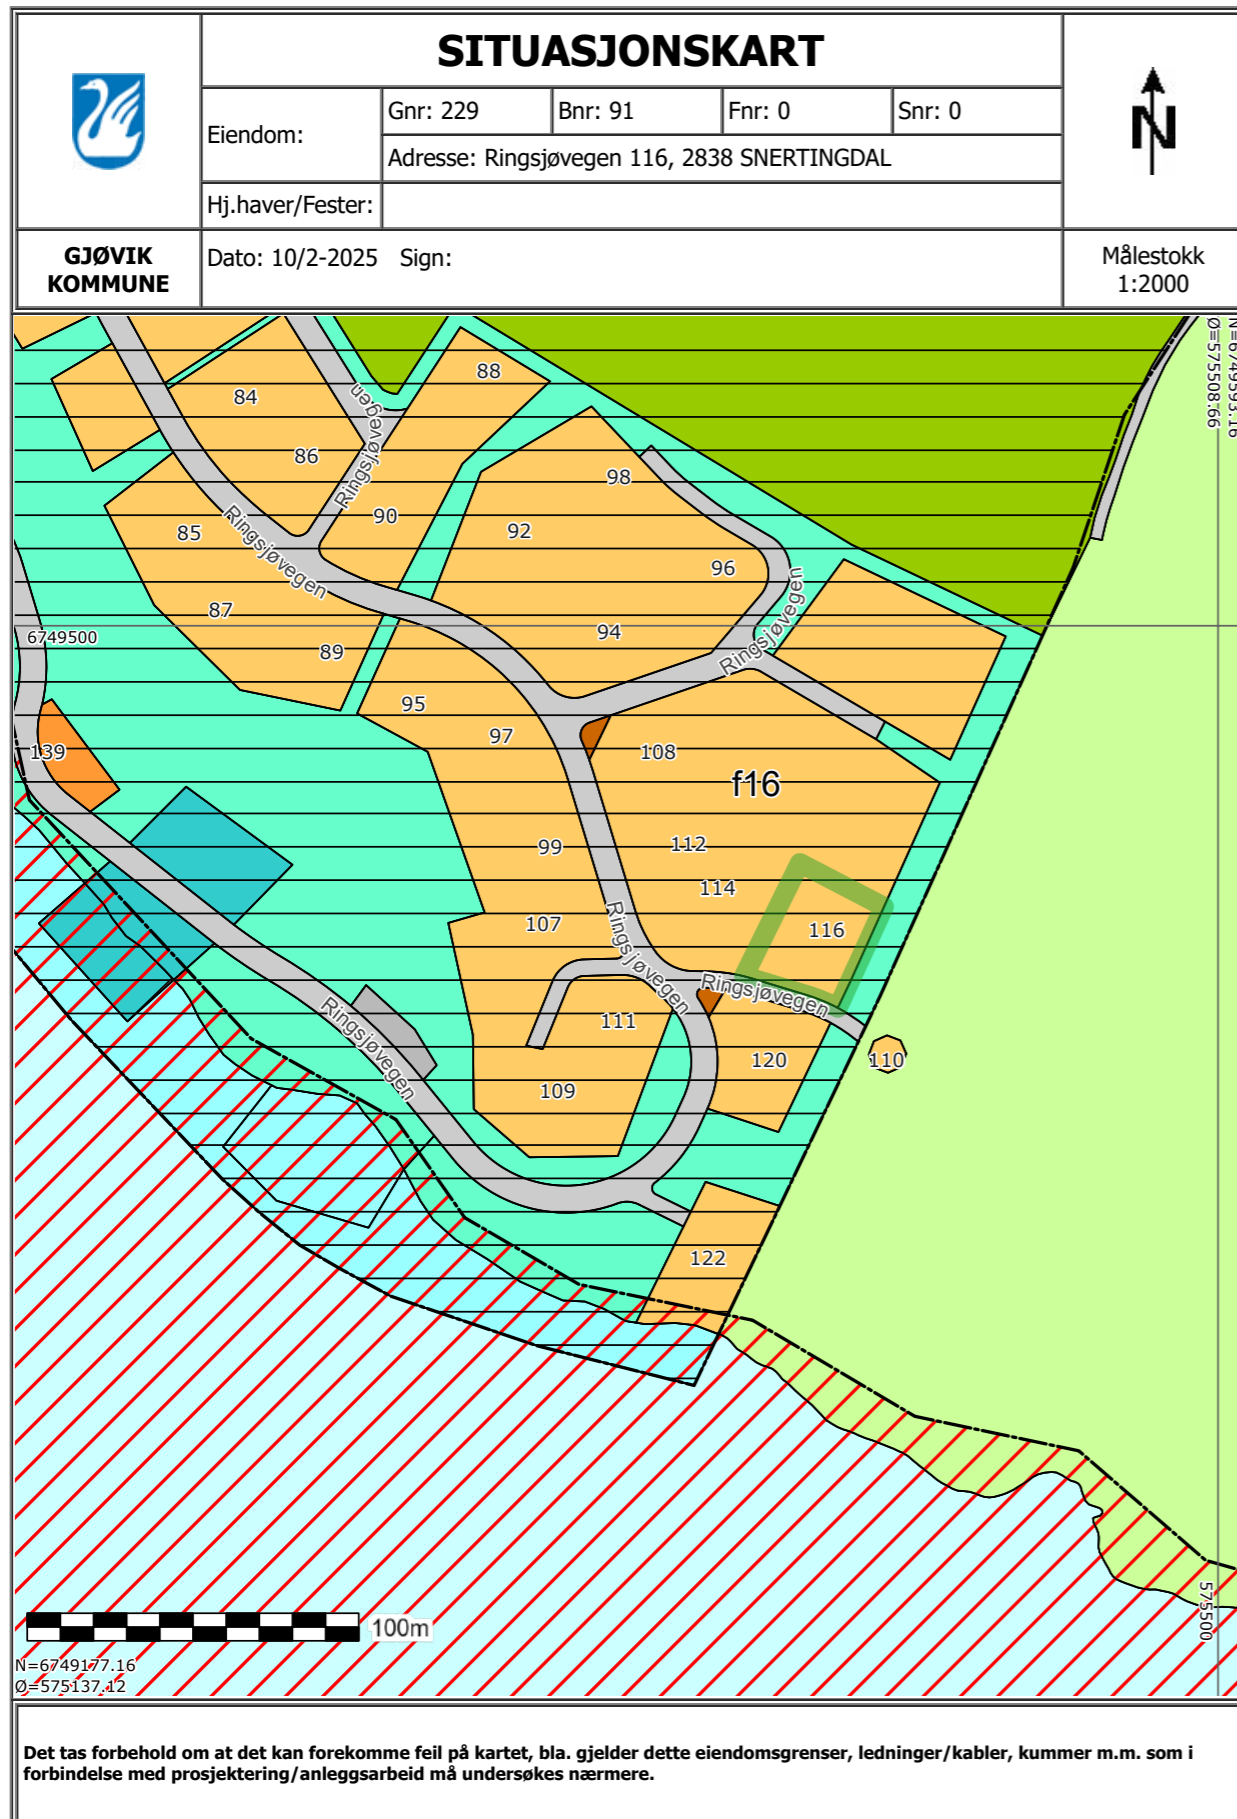 SITUASJONSKART
Eiendom:
Gnr: 229
Bnr: 91
Fnr: 0
Snr: 0
Adresse: Ringsjøvegen 116, 2838 SNERTINGDAL
Hj.haver/Fester:
N
GJØVIK
KOMMUNE
Dato: 10/2-2025 Sign:
Målestokk
1:2000
N=6749593.16
Ø=575508.66
88
84
Ringsjøvegen
86
98
90
92
85
Ringsjøvegen
96
Ringsjøvegen
87
94
6749500
89
95
97
139
108
f16
99
112
114
107
116
Ringsjøvegen
Ringsjøvegen
111
Ringsjøvegen
120
110
109
122
575500
100m
N=6749177.16
Ø=575137.12
Det tas forbehold om at det kan forekomme feil på kartet, bla. gjelder dette eiendomsgrenser, ledninger/kabler, kummer m.m. som i
forbindelse med prosjektering/anleggsarbeid må undersøkes nærmere.